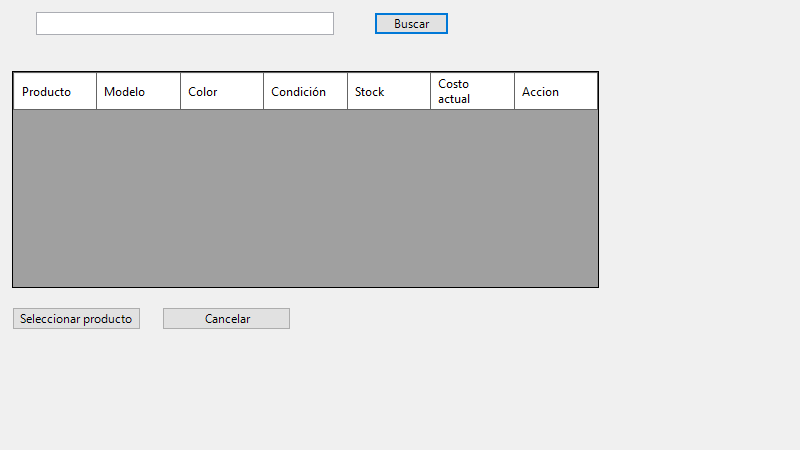 Buscar
Producto Modelo Color Condición Stock Costo actual Accion
Seleccionar producto Cancelar